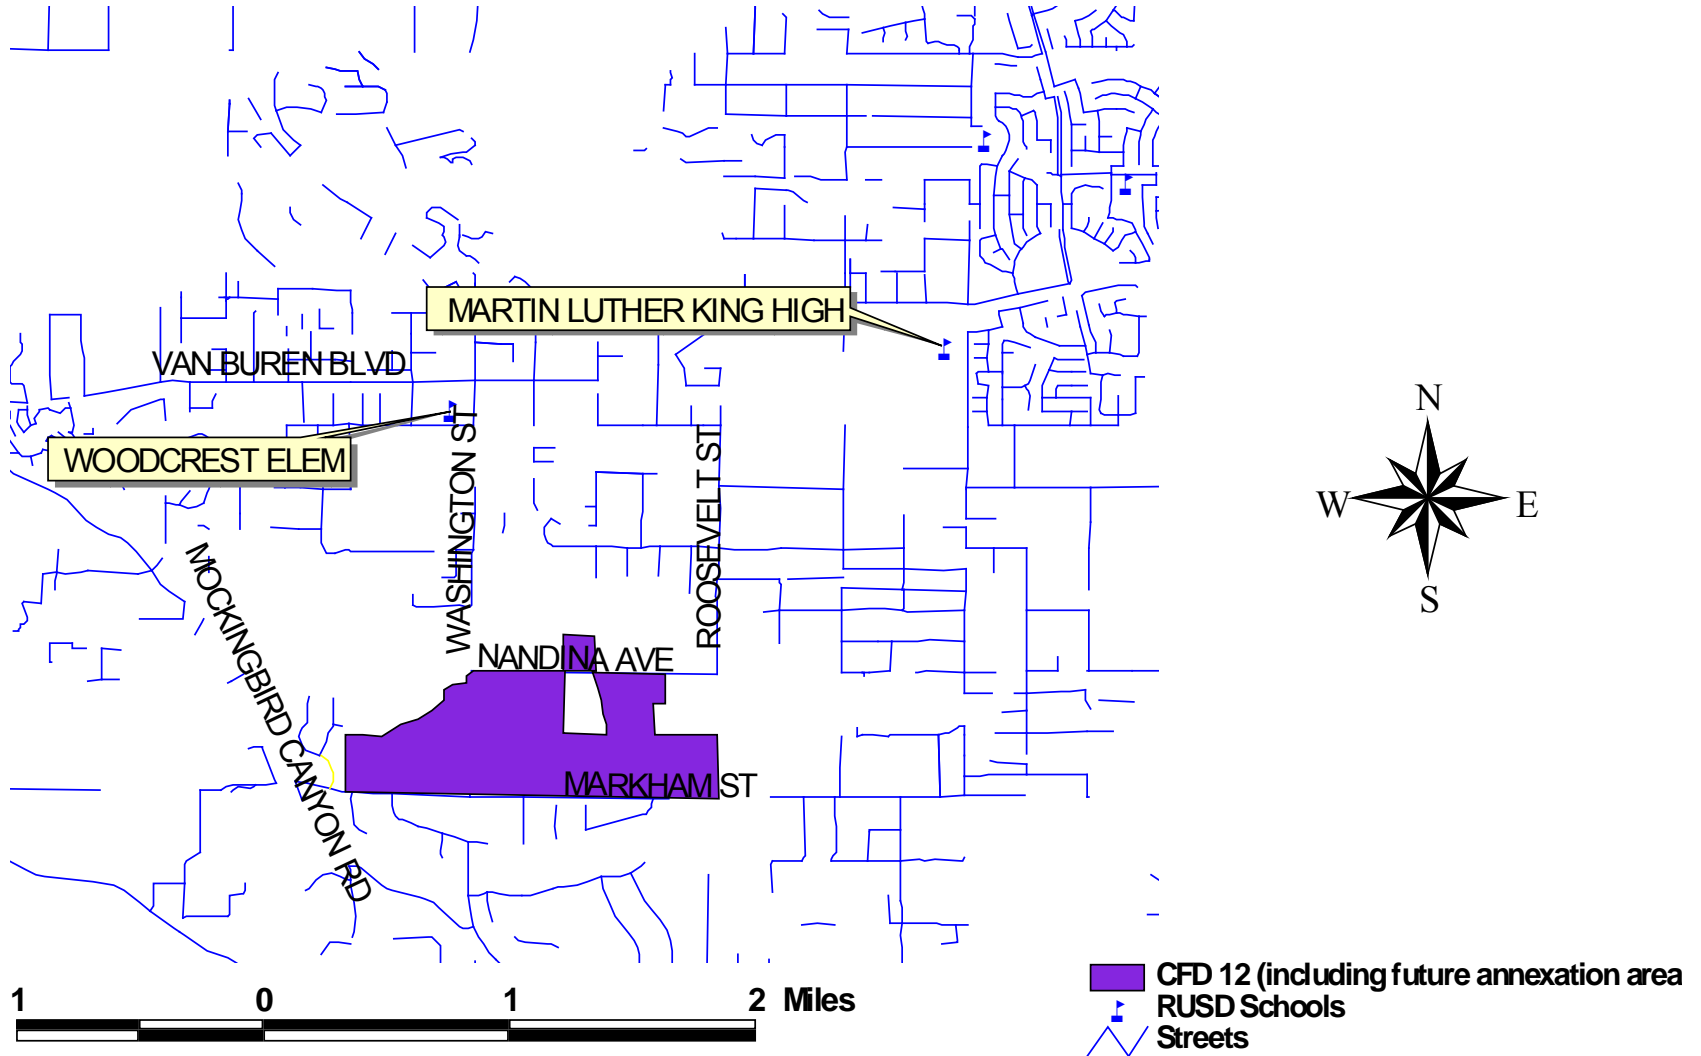 MARTIN LUTHER KING HIGH
VAN BUREN BLVD
WOODCREST ELEM
WASHINGTON ST
ROOSEVELT ST
MOCKINGBIRD CANYON RD
NANDINA AVE
MARKHAM ST
N
W
E
S
1 0 1 2 Miles
CFD 12 (including future annexation area
RUSD Schools
Streets